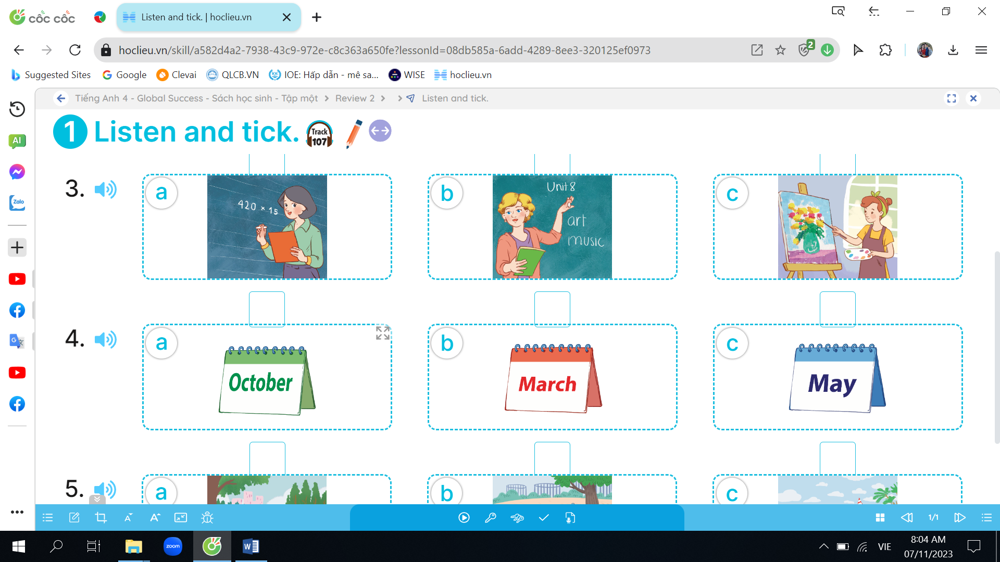 cốc cốc
Listen and tick. | hoclieu.vn
hoclieu.vn/skill/a582d4a2-7938-43c9-972e-c8c363a650fe?lessonId=08db585a-6add-4289-8ee3-320125ef0973
2
Suggested Sites
Google
Clevai
QLCB.VN
IOE: Hấp dẫn - mê sa...
WISE
hoclieu.vn
Tiếng Anh 4 - Global Success - Sách học sinh - Tập một > Review 2 > > Listen and tick.
AI
Zalo
1 Listen and tick.
Track
107
3.
a
420 × 15
b
Unit 8
art
music
c
4.
a
October
b
March
c
May
5.
a
b
c
1/1
zoom
VIE
8:04 AM
07/11/2023